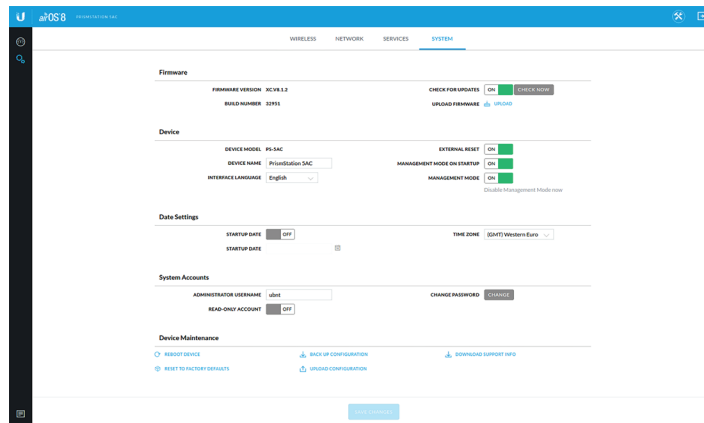 airOS 8 PRISMSTATION 5AC
WIRELESS NETWORK SERVICES SYSTEM
Firmware
FIRMWARE VERSION XC.V8.1.2 CHECK FOR UPDATES ON CHECK NOW
BUILD NUMBER 32951 UPLOAD FIRMWARE UPLOAD
Device
DEVICE MODEL PS-5AC EXTERNAL RESET ON
DEVICE NAME PrismStation 5AC MANAGEMENT MODE ON STARTUP ON
INTERFACE LANGUAGE English MANAGEMENT MODE ON
Disable Management Mode now
Date Settings
STARTUP DATE OFF TIME ZONE (GMT) Western Euro
STARTUP DATE
System Accounts
ADMINISTRATOR USERNAME ubnt CHANGE PASSWORD CHANGE
READ-ONLY ACCOUNT OFF
Device Maintenance
REBOOT DEVICE BACK UP CONFIGURATION DOWNLOAD SUPPORT INFO
RESET TO FACTORY DEFAULTS UPLOAD CONFIGURATION
SAVE CHANGES